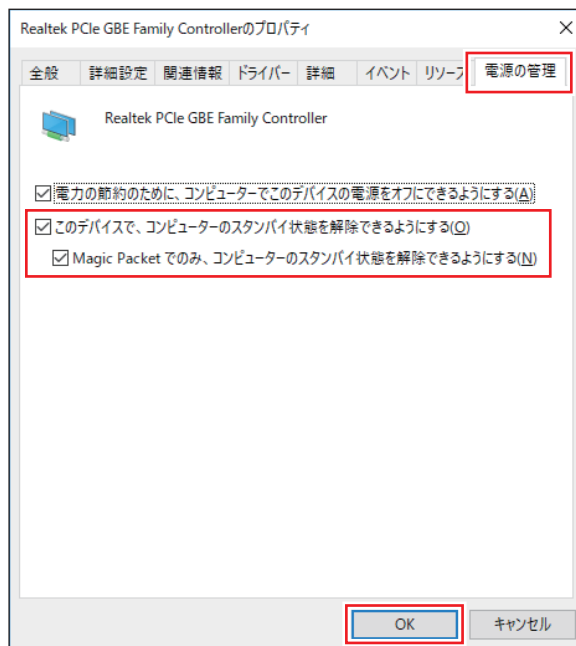 Realtek PCIe GBE Family Controllerのプロパティ
全般 詳細設定 関連情報 ドライバー 詳細 イベント リソース 電源の管理
Realtek PCIe GBE Family Controller
電力の節約のために、コンピューターでこのデバイスの電源をオフにできるようにする(A)
このデバイスで、コンピューターのスタンバイ状態を解除できるようにする(O)
Magic Packet でのみ、コンピューターのスタンバイ状態を解除できるようにする(N)
OK キャンセル